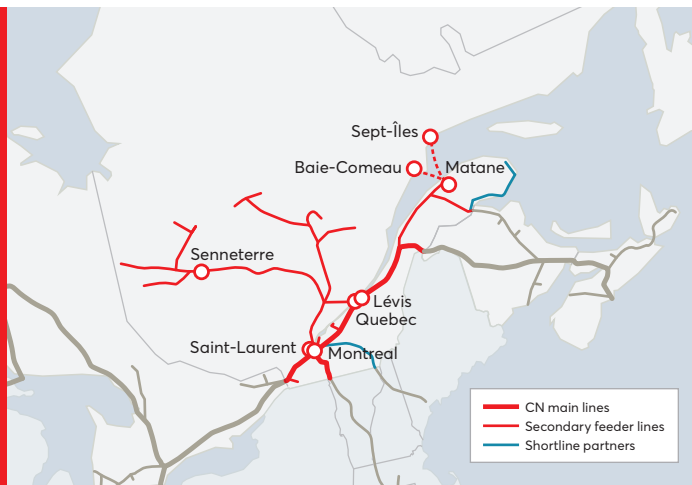 Sept-Îles
Baie-Comeau
Matane
Senneterre
Lévis
Quebec
Saint-Laurent
Montreal
CN main lines
Secondary feeder lines
Shortline partners